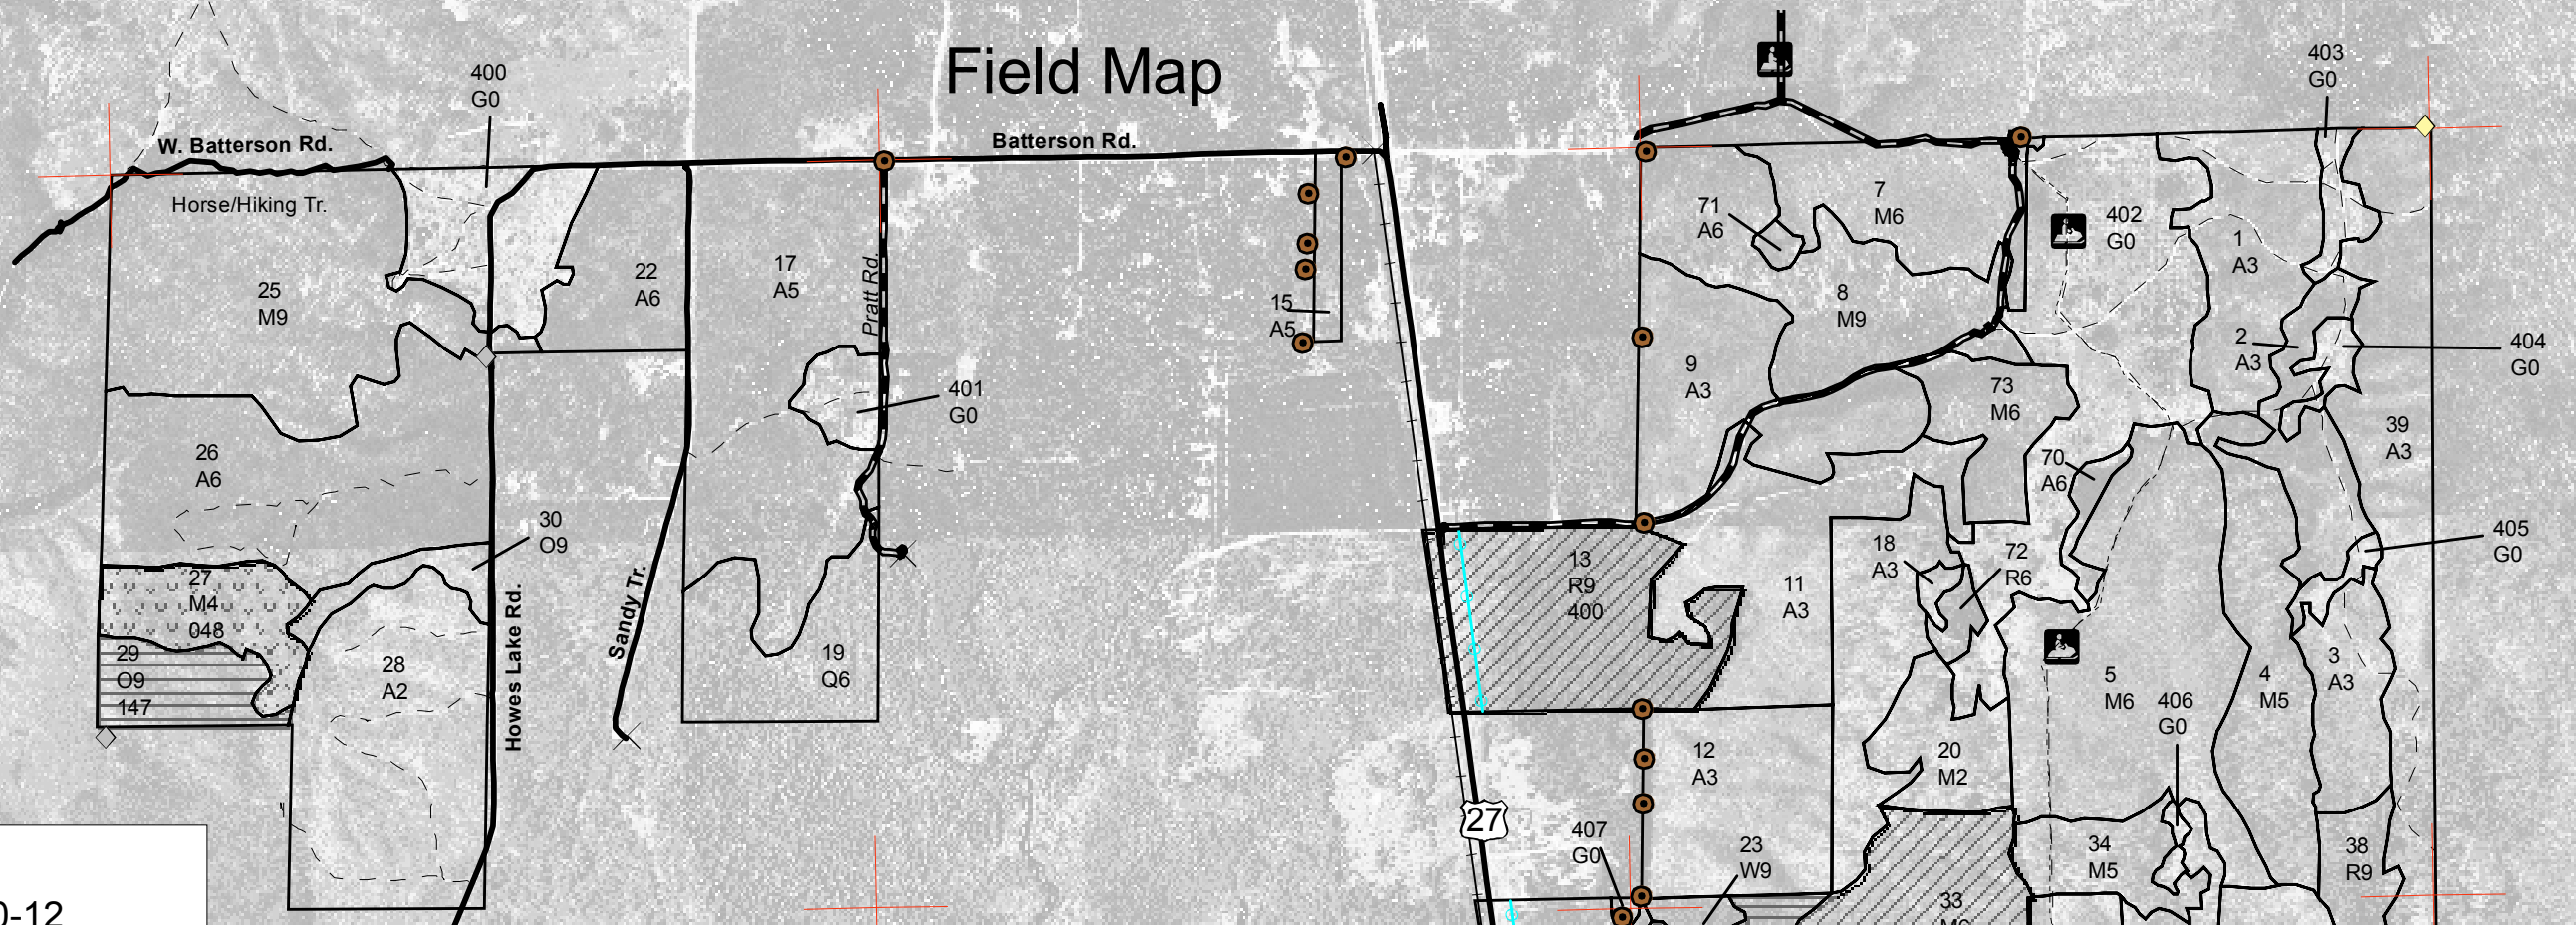 Field Map
400
G0
403
G0
W. Batterson Rd.
Batterson Rd.
Horse/Hiking Tr.
7
M6
71
A6
402
G0
1
A3
22
A6
17
A5
Pratt Rd.
25
M9
15
A5
8
M9
2
A3
404
G0
9
A3
73
M6
401
G0
39
A3
26
A6
70
A6
30
O9
405
G0
18
A3
72
R6
13
R9
400
11
A3
27
M4
048
Sandy Tr.
Howes Lake Rd.
29
O9
147
28
A2
19
Q6
5
M6
4
M5
3
A3
406
G0
12
A3
20
M2
27
407
G0
23
W9
34
M5
38
R9
33
0-12